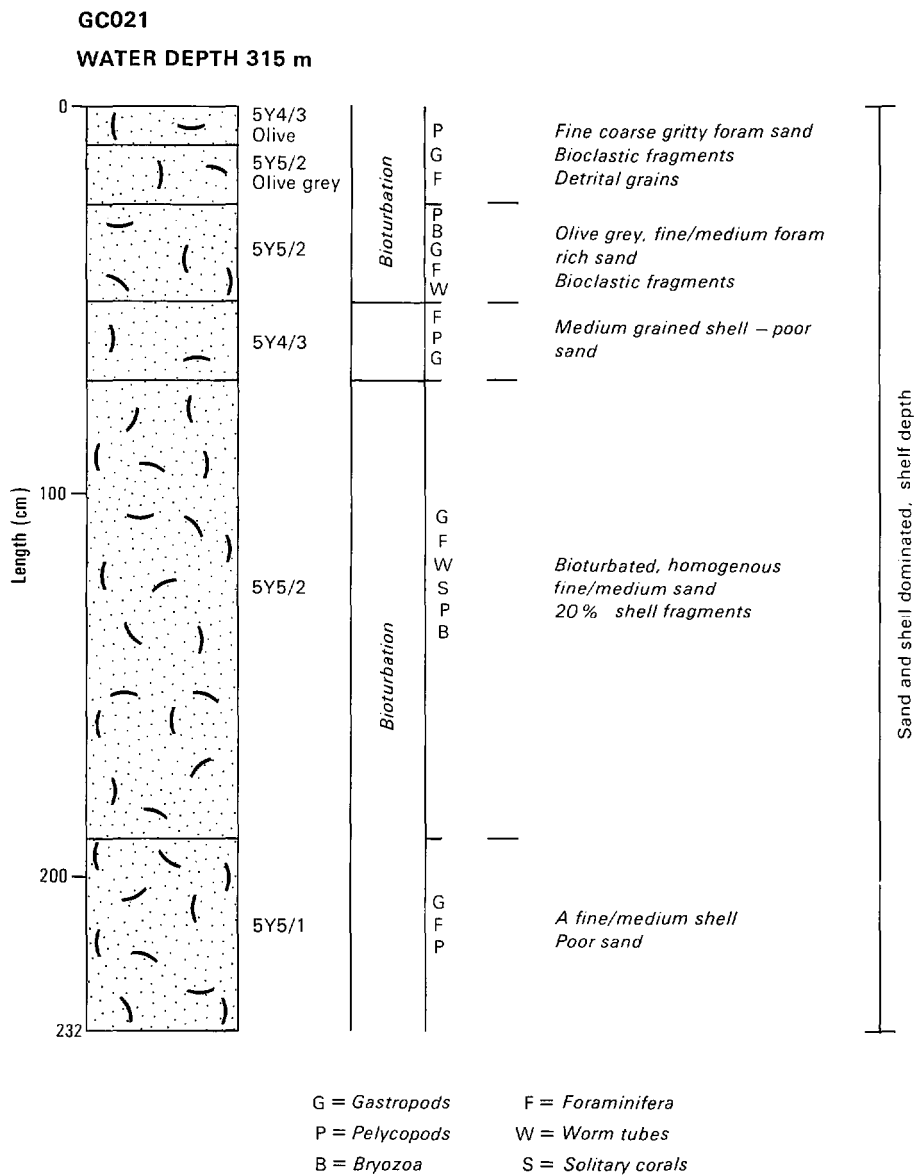 GC021
WATER DEPTH 315 m
0
5Y4/3
Olive
5Y5/2
Olive grey
5Y5/2
5Y4/3
100
5Y5/2
200
5Y5/1
232
Length (cm)
Bioturbation
Bioturbation
P
G
F
P
B
G
F
W
F
P
G
G
F
W
S
P
B
G
F
P
Fine coarse gritty foram sand
Bioclastic fragments
Detrital grains
Olive grey, fine/medium foram
rich sand
Bioclastic fragments
Medium grained shell – poor
sand
Bioturbated, homogenous
fine/medium sand
20% shell fragments
A fine/medium shell
Poor sand
Sand and shell dominated, shelf depth
G = Gastropods
F = Foraminifera
P = Pelycopods
W = Worm tubes
B = Bryozoa
S = Solitary corals